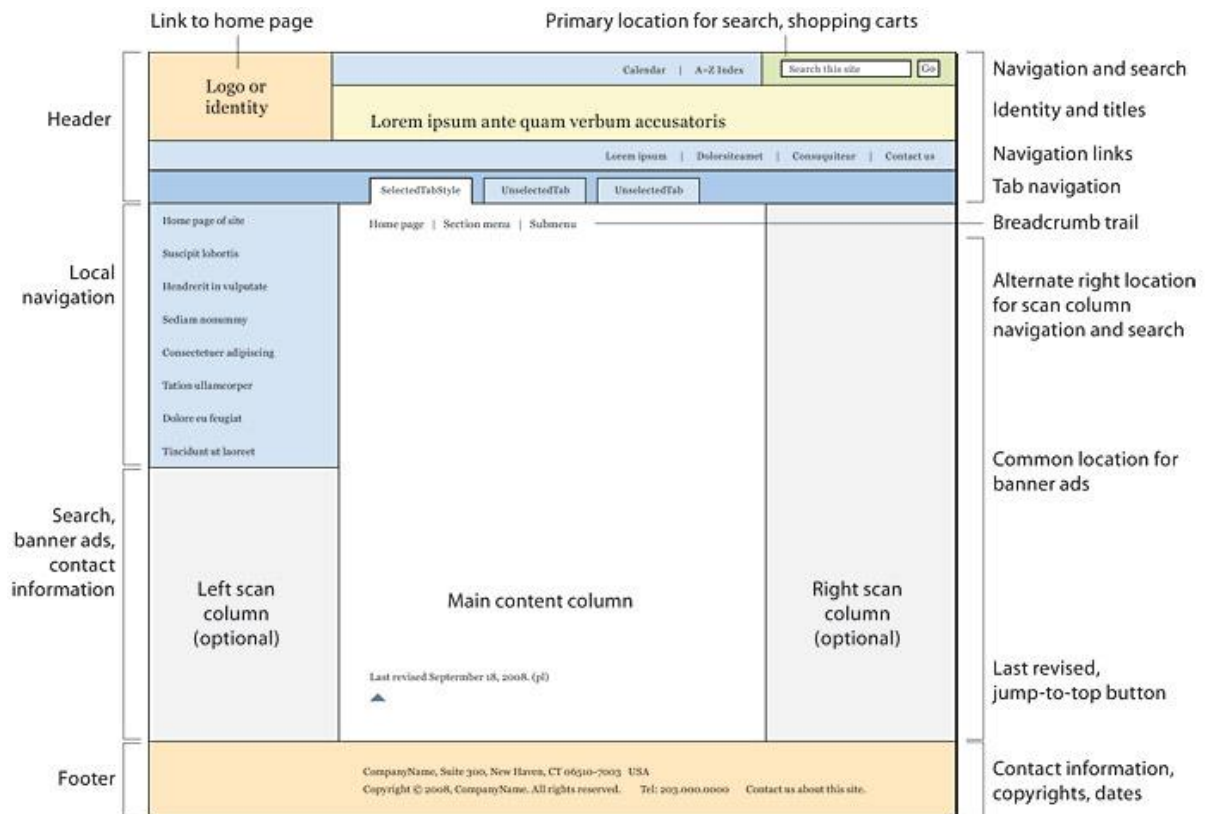 Link to home page
Primary location for search, shopping carts
Header
Logo or
identity
Calendar | A–Z Index
Search this site
Go
Navigation and search
Lorem ipsum ante quam verbum accusatoris
Identity and titles
Lorem ipsum | Dolorsiteamet | Consuquiteur | Contact us
Navigation links
SelectedTabStyle
UnselectedTab
UnselectedTab
Tab navigation
Home page | Section menu | Submenu
Breadcrumb trail
Local
navigation
Home page of site
Suscipit lobortis
Hendrerit in vulputate
Sediam nonummy
Consectetuer adipiscing
Tation ullamcorper
Dolore eu feugiat
Tincidunt ut laoreet
Alternate right location
for scan column
navigation and search
Common location for
banner ads
Search,
banner ads,
contact
information
Left scan
column
(optional)
Main content column
Right scan
column
(optional)
Last revised Septermber 18, 2008. (pl)
Last revised,
jump-to-top button
Footer
CompanyName, Suite 300, New Haven, CT 06510–7003 USA
Copyright © 2008, CompanyName. All rights reserved. Tel: 203.000.0000 Contact us about this site.
Contact information,
copyrights, dates